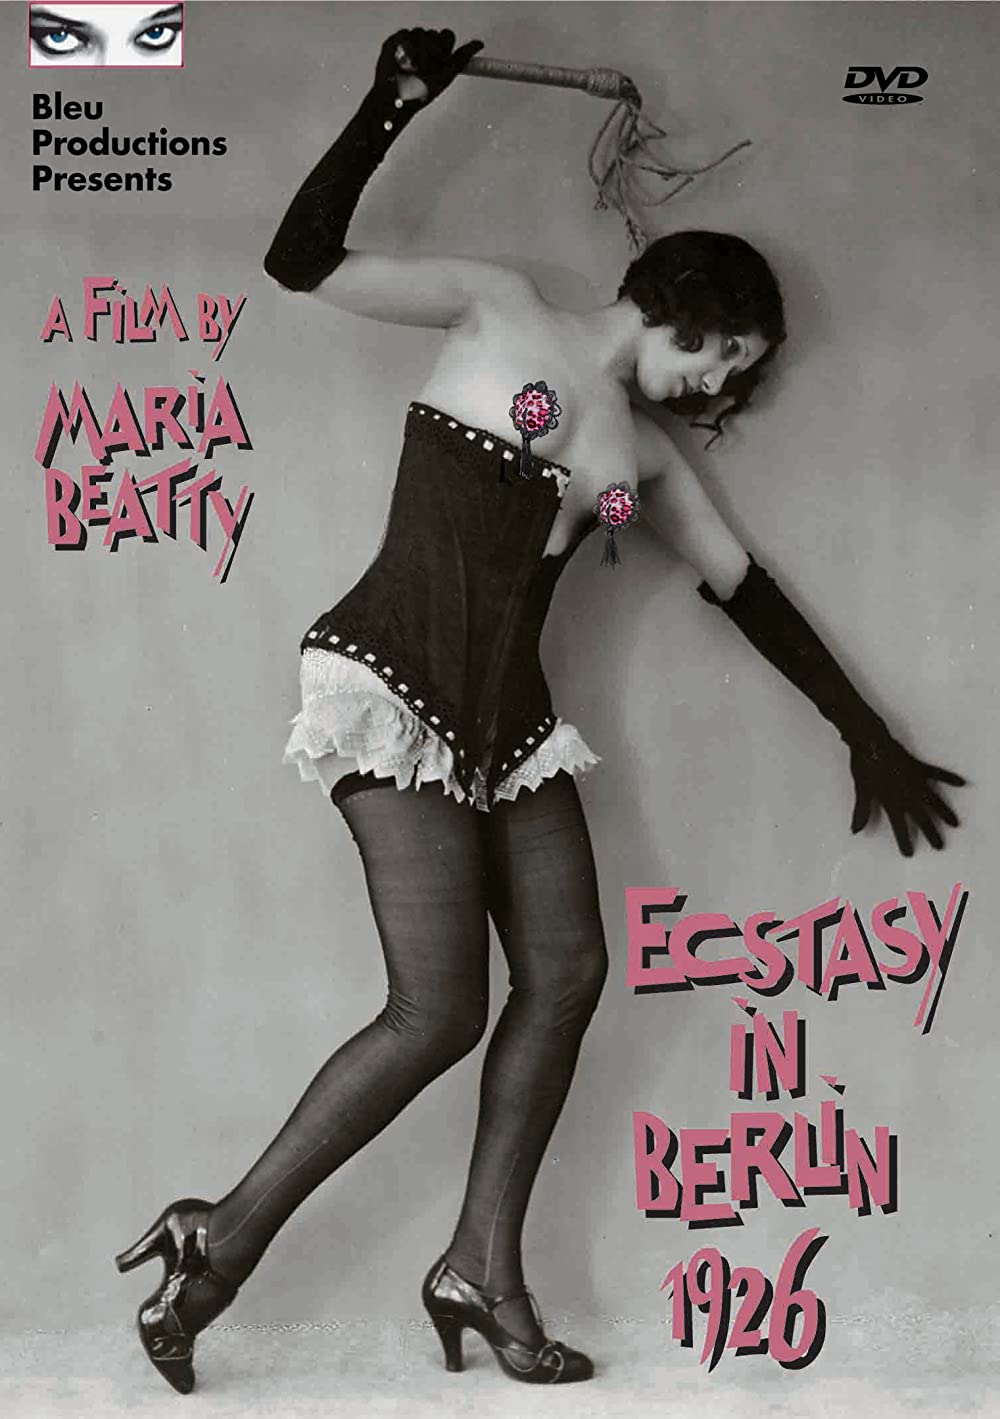 Bleu
Productions
Presents
DVD
VIDEO
A FiLM BY
MARiA
BEATTY
ECSTASY
iN
BERLiN
1926